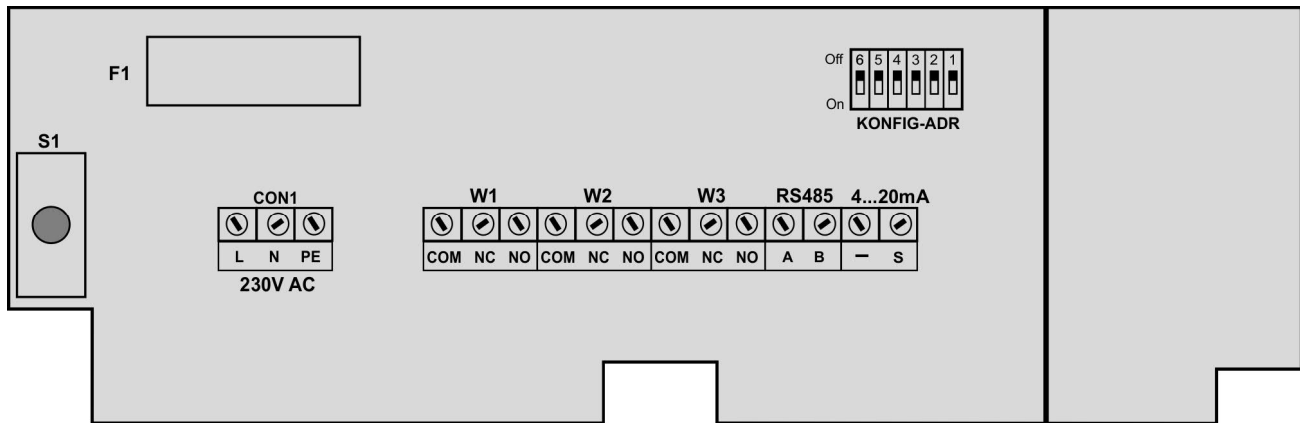 F1
Off 6 5 4 3 2 1
On
KONFIG-ADR
S1
CON1
W1 W2 W3 RS485 4...20mA
L N PE
COM NC NO COM NC NO COM NC NO A B – S
230V AC